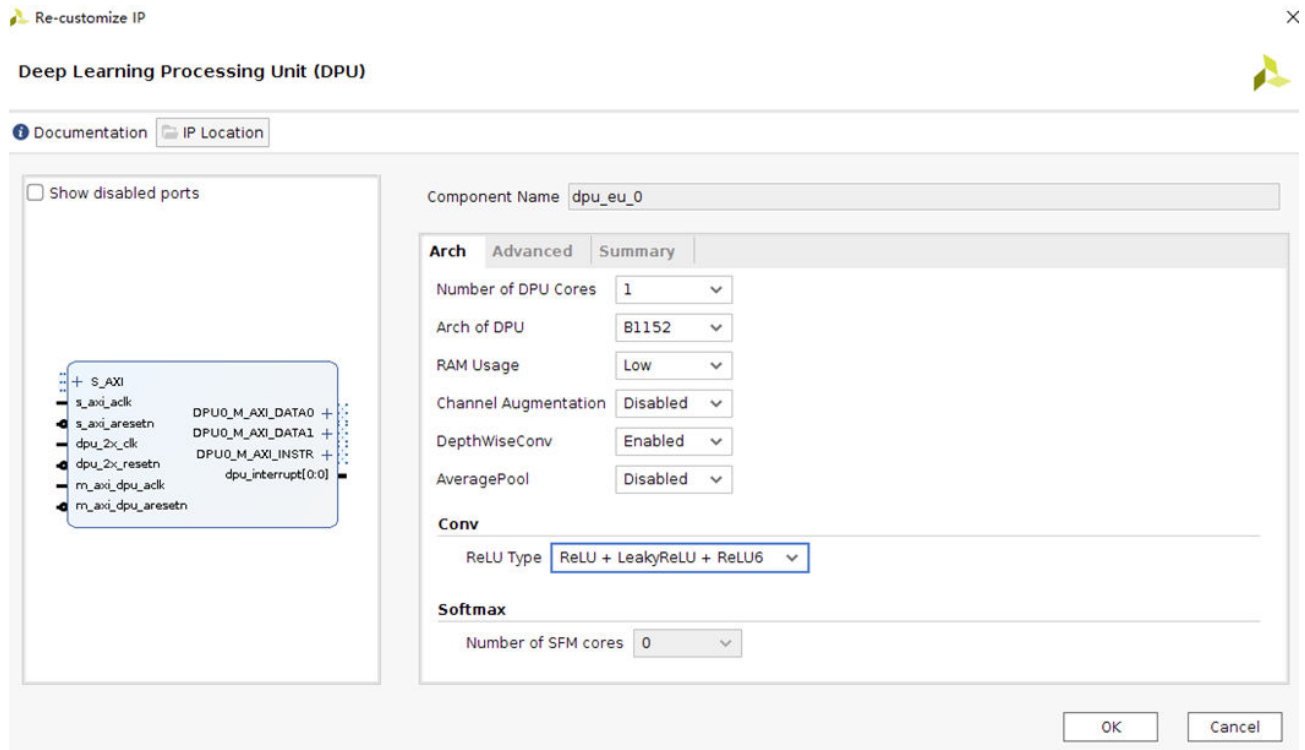 Re-customize IP
Deep Learning Processing Unit (DPU)
Documentation IP Location
Show disabled ports
S_AXI
s_axi_aclk
s_axi_aresetn
dpu_2x_clk
dpu_2x_resetn
m_axi_dpu_aclk
m_axi_dpu_aresetn
DPU0_M_AXI_DATA0
DPU0_M_AXI_DATA1
DPU0_M_AXI_INSTR
dpu_interrupt[0:0]
Component Name dpu_eu_0
Arch Advanced Summary
Number of DPU Cores 1
Arch of DPU B1152
RAM Usage Low
Channel Augmentation Disabled
DepthWiseConv Enabled
AveragePool Disabled
Conv
ReLU Type ReLU + LeakyReLU + ReLU6
Softmax
Number of SFM cores 0
OK Cancel